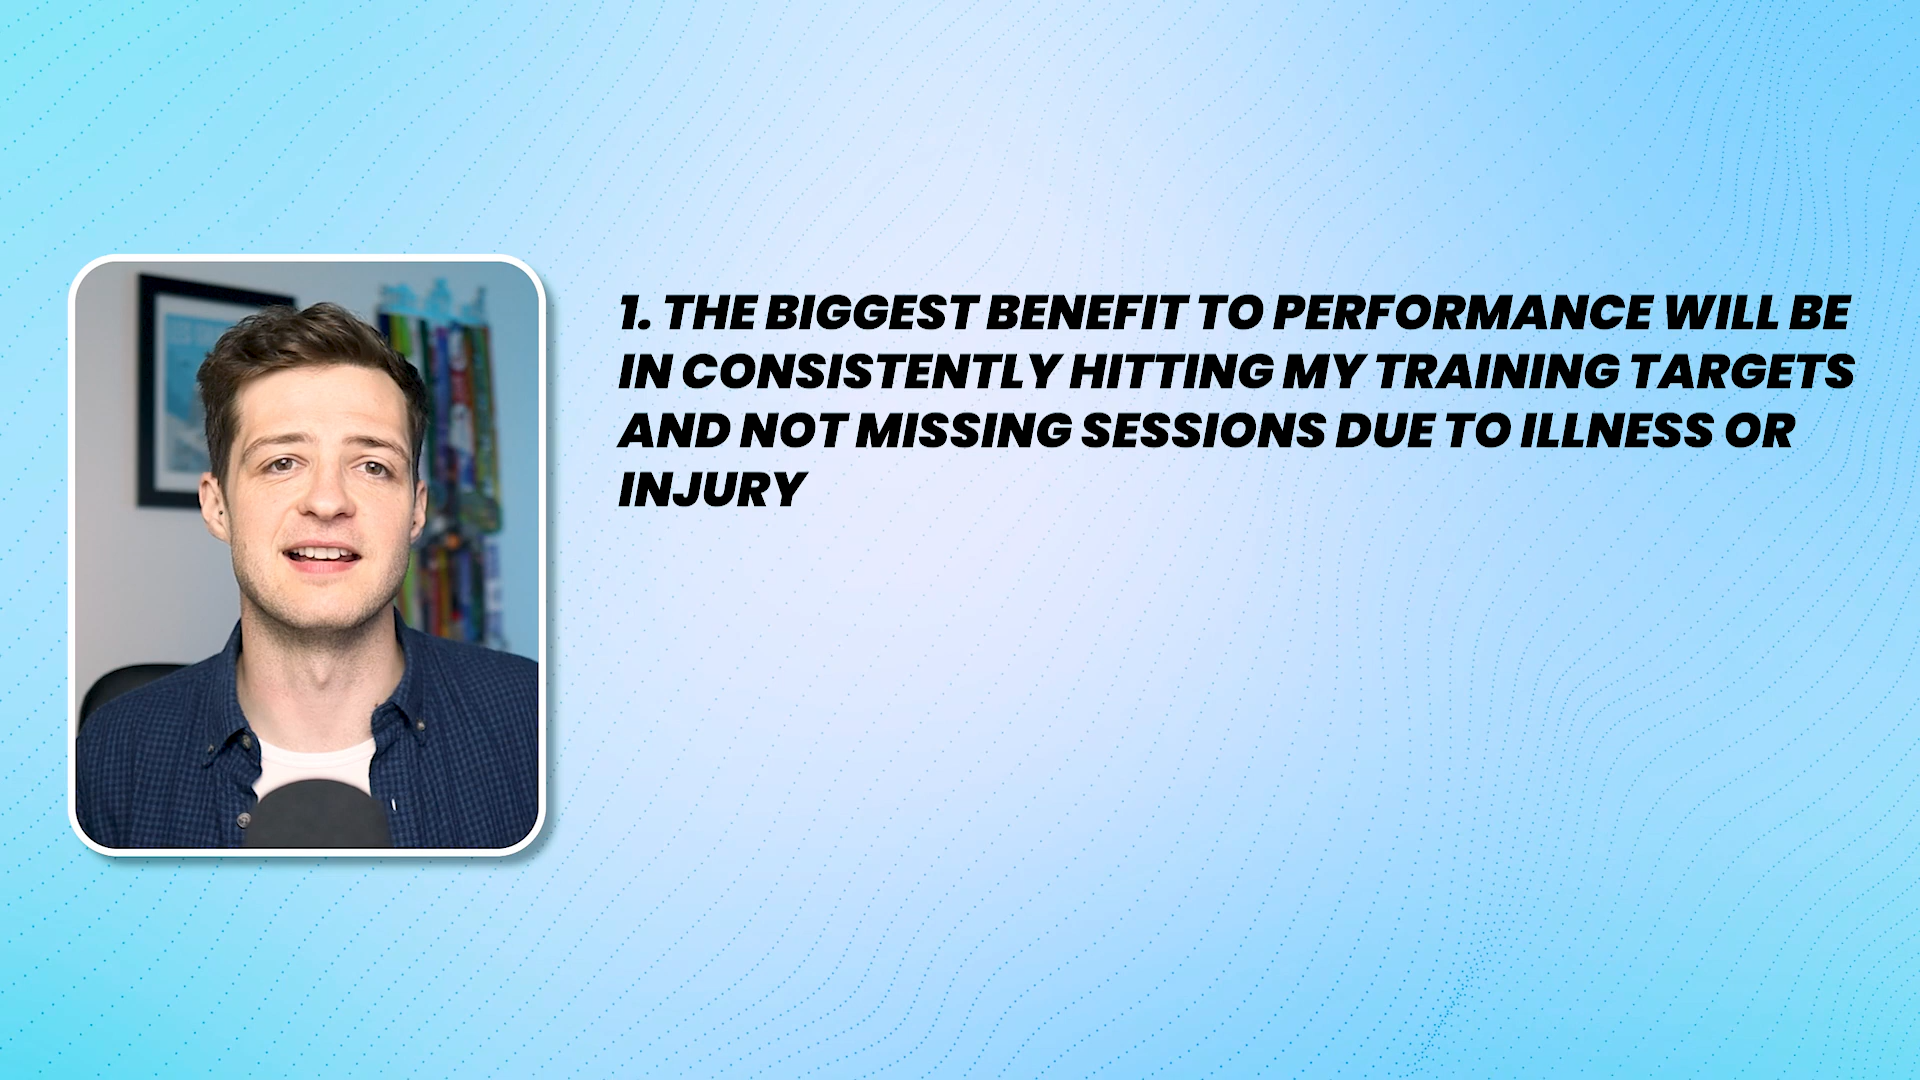 1. THE BIGGEST BENEFIT TO PERFORMANCE WILL BE
IN CONSISTENTLY HITTING MY TRAINING TARGETS
AND NOT MISSING SESSIONS DUE TO ILLNESS OR
INJURY